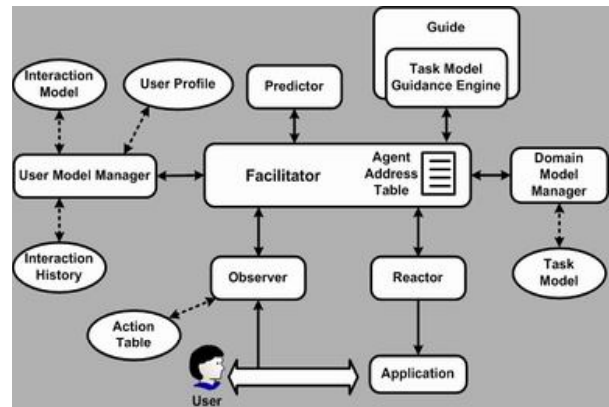 Guide
Task Model
Guidance Engine
Interaction
Model
User Profile
Predictor
User Model Manager
Facilitator
Agent
Address
Table
Domain
Model
Manager
Interaction
History
Observer
Reactor
Task
Model
Action
Table
User
Application